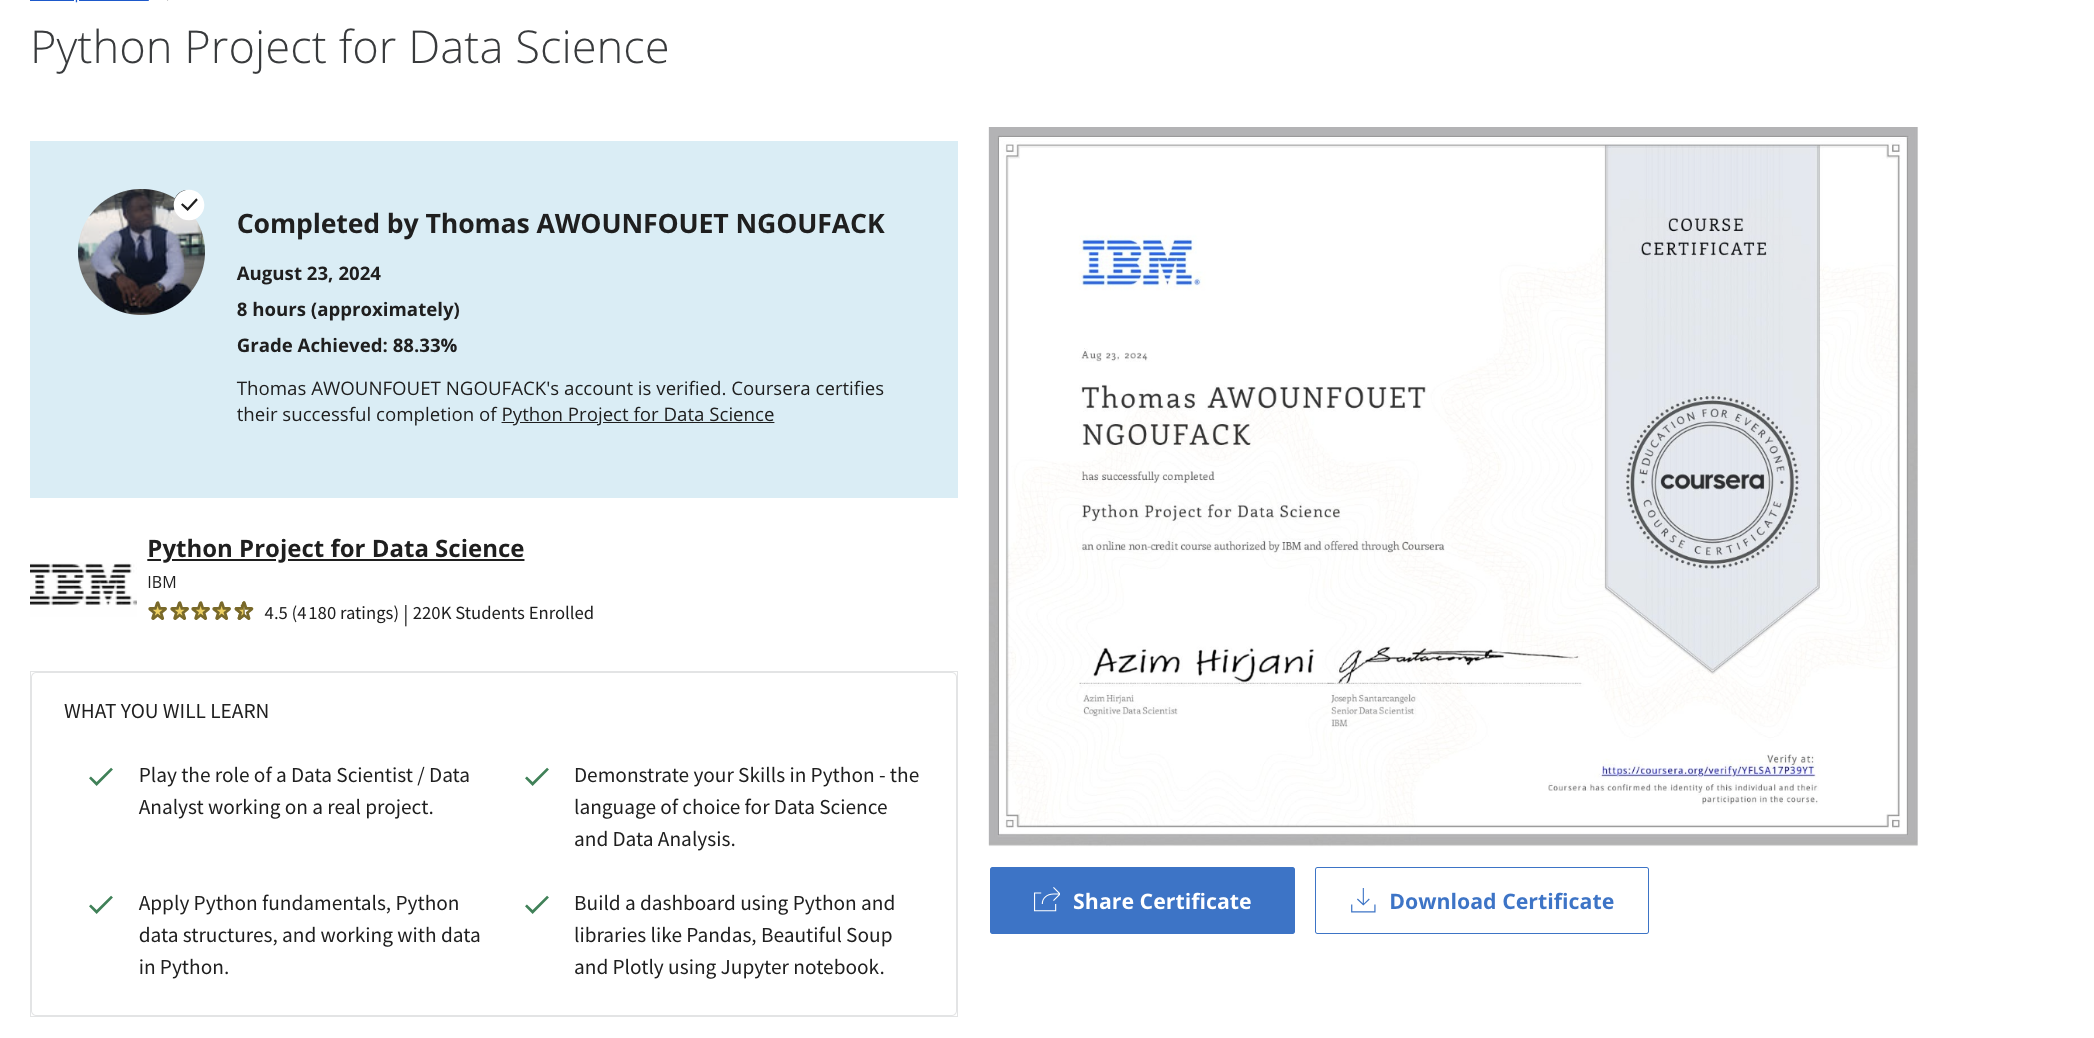 Python Project for Data Science
Completed by Thomas AWOUNFOUET NGOUFACK
August 23, 2024
8 hours (approximately)
Grade Achieved: 88.33%
Thomas AWOUNFOUET NGOUFACK's account is verified. Coursera certifies
their successful completion of Python Project for Data Science
IBM
Python Project for Data Science
IBM
4.5 (4 180 ratings) | 220K Students Enrolled
WHAT YOU WILL LEARN
Play the role of a Data Scientist / Data
Analyst working on a real project.
Demonstrate your Skills in Python - the
language of choice for Data Science
and Data Analysis.
Apply Python fundamentals, Python
data structures, and working with data
in Python.
Build a dashboard using Python and
libraries like Pandas, Beautiful Soup
and Plotly using Jupyter notebook.
IBM
Aug 23, 2024
Thomas AWOUNFOUET
NGOUFACK
has successfully completed
Python Project for Data Science
an online non-credit course authorized by IBM and offered through Coursera
Azim Hirjani
Azim Hirjani
Cognitive Data Scientist
Joseph Santarcangelo
Senior Data Scientist
IBM
COURSE
CERTIFICATE
EDUCATION FOR EVERYONE
coursera
COURSE CERTIFICATE
Verify at:
https://coursera.org/verify/YFLSA17P39YT
Coursera has confirmed the identity of this individual and their
participation in the course.
Share Certificate
Download Certificate